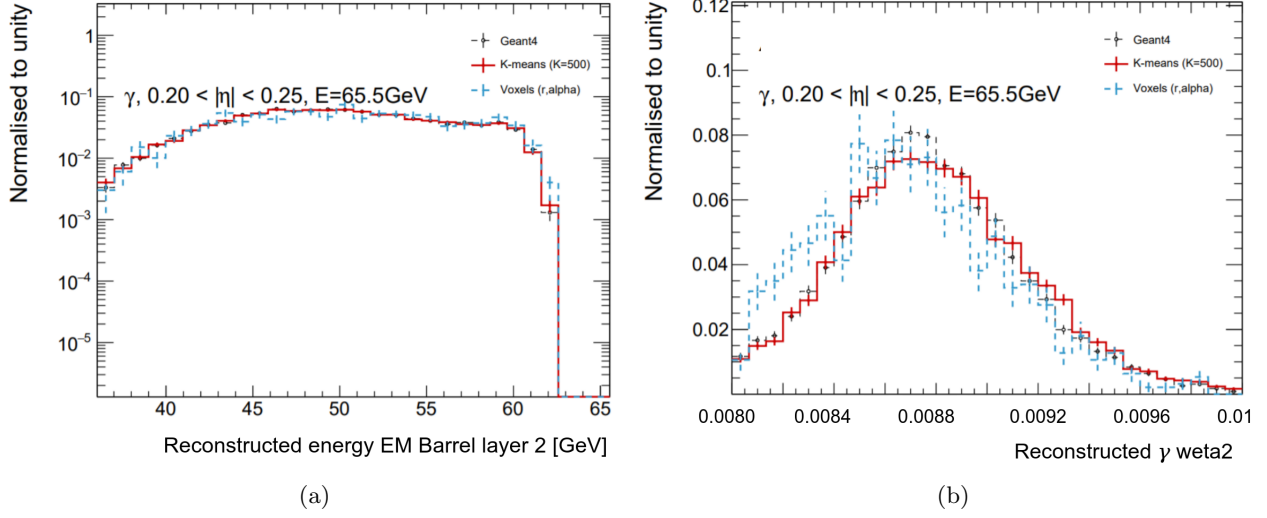 Normalised to unity
1
10⁻¹
10⁻²
10⁻³
10⁻⁴
10⁻⁵
Geant4
K-means (K=500)
Voxels (r,alpha)
γ, 0.20 < |η| < 0.25, E=65.5GeV
40 45 50 55 60 65
Reconstructed energy EM Barrel layer 2 [GeV]
(a)
Normalised to unity
0.12
0.1
0.08
0.06
0.04
0.02
Geant4
K-means (K=500)
Voxels (r,alpha)
γ, 0.20 < |η| < 0.25, E=65.5GeV
0.0080 0.0084 0.0088 0.0092 0.0096 0.01
Reconstructed γ weta2
(b)